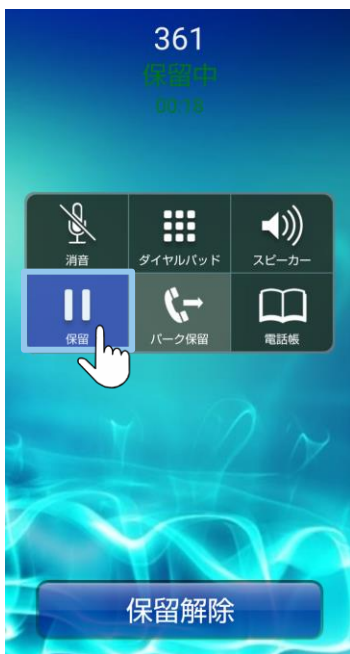 361
保留中
00:18
消音
ダイヤルパッド
スピーカー
保留
パーク保留
電話帳
保留解除